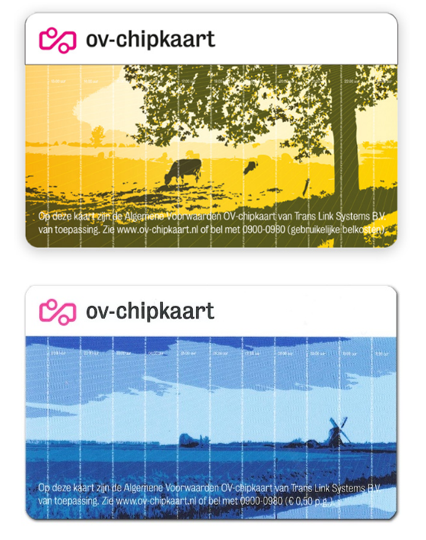 ov-chipkaart
Op deze kaart zijn de Algemene Voorwaarden OV-chipkaart van Trans Link Systems B.V.
van toepassing. Zie www.ov-chipkaart.nl of bel met 0900-0980 (gebruikelijke belkosten).
ov-chipkaart
Op deze kaart zijn de Algemene Voorwaarden OV-chipkaart van Trans Link Systems B.V.
van toepassing. Zie www.ov-chipkaart.nl of bel met 0900-0980 (€ 0,50 p.g.).